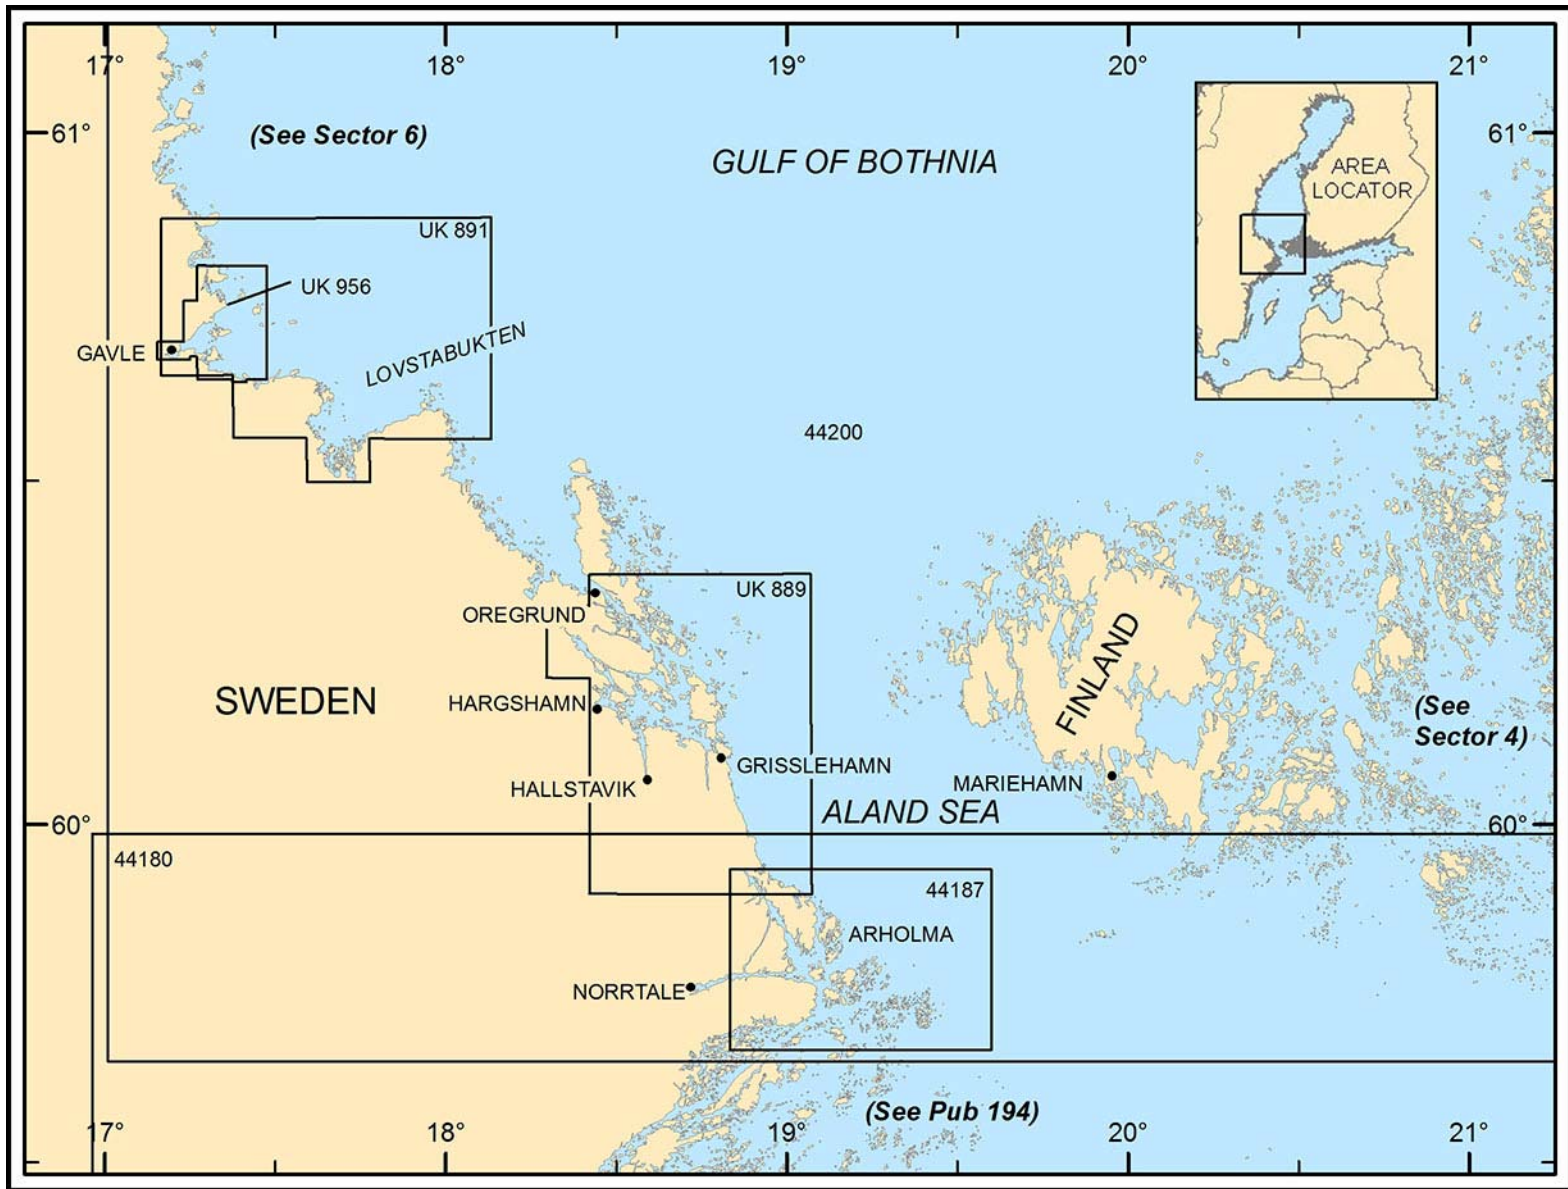 17°
18°
19°
20°
21°
61°
(See Sector 6)
GULF OF BOTHNIA
61°
AREA
LOCATOR
UK 891
UK 956
GAVLE
LOVSTABUKTEN
44200
UK 889
OREGRUND
SWEDEN
HARGSHAMN
FINLAND
(See
Sector 4)
GRISSLEHAMN
HALLSTAVIK
MARIEHAMN
ALAND SEA
60°
60°
44180
44187
ARHOLMA
NORRTALE
(See Pub 194)
17°
18°
19°
20°
21°